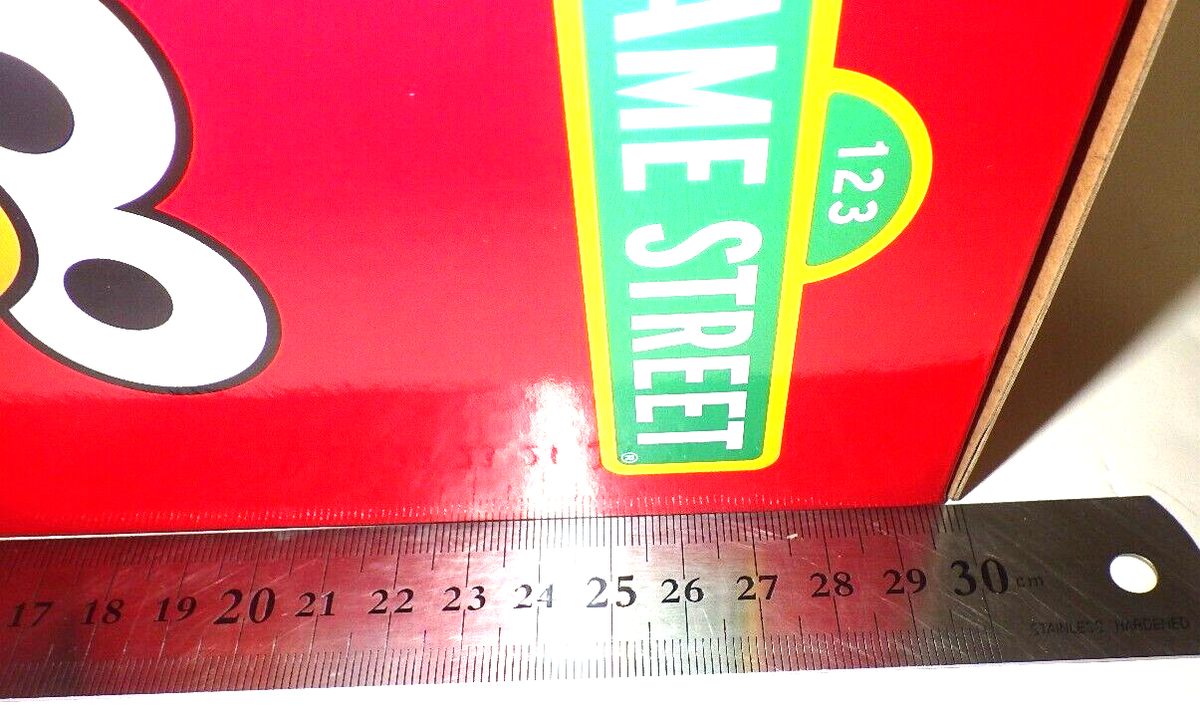 AME STREET®
123
17 18 19 20 21 22 23 24 25 26 27 28 29 30 cm
STAINLESS HARDENED